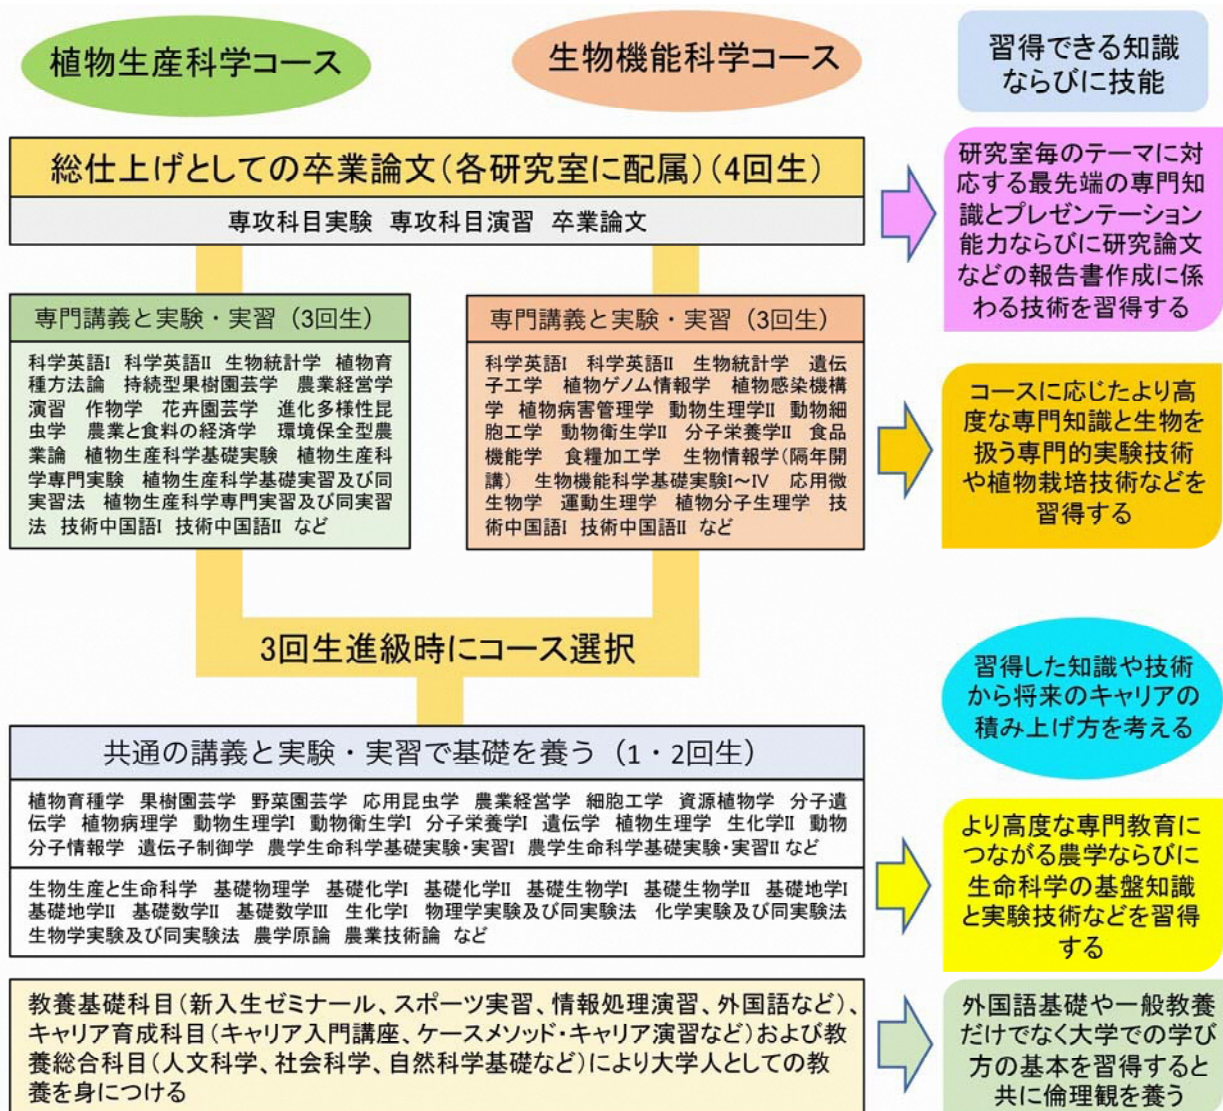 植物生産科学コース
生物機能科学コース
習得できる知識
ならびに技能
総仕上げとしての卒業論文(各研究室に配属)(4回生)
専攻科目実験 専攻科目演習 卒業論文
研究室毎のテーマに対
応する最先端の専門知
識とプレゼンテーション
能力ならびに研究論文
などの報告書作成に係
わる技術を習得する
専門講義と実験・実習(3回生)
科学英語I 科学英語II 生物統計学 植物育
種方法論 持続型果樹園芸学 農業経営学
演習 作物学 花卉園芸学 進化多様性昆
虫学 農業と食料の経済学 環境保全型農
業論 植物生産科学基礎実験 植物生産科
学専門実験 植物生産科学基礎実習及び同
実習法 植物生産科学専門実習及び同実習
法 技術中国語I 技術中国語II など
専門講義と実験・実習(3回生)
科学英語I 科学英語II 生物統計学 遺伝
子工学 植物ゲノム情報学 植物感染機構
学 植物病害管理学 動物生理学II 動物細
胞工学 動物衛生学II 分子栄養学II 食品
機能学 食糧加工学 生物情報学(隔年開
講) 生物機能科学基礎実験I～IV 応用微
生物学 運動生理学 植物分子生理学 技
術中国語I 技術中国語II など
コースに応じたより高
度な専門知識と生物を
扱う専門的実験技術
や植物栽培技術などを
習得する
3回生進級時にコース選択
習得した知識や技術
から将来のキャリアの
積み上げ方を考える
共通の講義と実験・実習で基礎を養う(1・2回生)
植物育種学 果樹園芸学 野菜園芸学 応用昆虫学 農業経営学 細胞工学 資源植物学 分子遺
伝学 植物病理学 動物生理学I 動物衛生学I 分子栄養学I 遺伝学 植物生理学 生化学II 動物
分子情報学 遺伝子制御学 農学生命科学基礎実験・実習I 農学生命科学基礎実験・実習II など
生物生産と生命科学 基礎物理学 基礎化学I 基礎化学II 基礎生物学I 基礎生物学II 基礎地学I
基礎地学II 基礎数学II 基礎数学III 生化学I 物理学実験及び同実験法 化学実験及び同実験法
生物学実験及び同実験法 農学原論 農業技術論 など
より高度な専門教育に
つながる農学ならびに
生命科学の基盤知識
と実験技術などを習得
する
教養基礎科目(新入生ゼミナール、スポーツ実習、情報処理演習、外国語など)、
キャリア育成科目(キャリア入門講座、ケースメソッド・キャリア演習など)および教
養総合科目(人文科学、社会科学、自然科学基礎など)により大学人としての教
養を身につける
外国語基礎や一般教養
だけでなく大学での学び
方の基本を習得すると
共に倫理観を養う